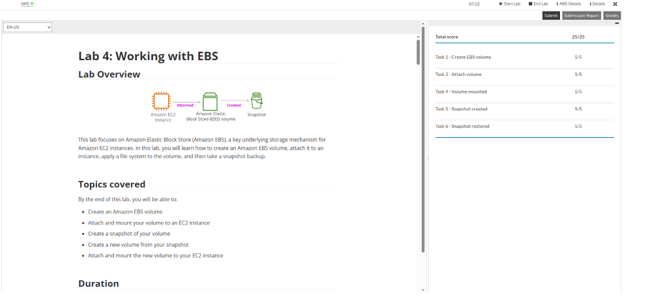 AWS
07:22
Start Lab
End Lab
AWS Details
Details
Submit
Submission Report
Grades
EN-US
Lab 4: Working with EBS
Lab Overview
Attached
Created
Amazon EC2
Instance
Amazon Elastic
Block Store (EBS) volume
Snapshot
This lab focuses on Amazon Elastic Block Store (Amazon EBS), a key underlying storage mechanism for
Amazon EC2 instances. In this lab, you will learn how to create an Amazon EBS volume, attach it to an
instance, apply a file system to the volume, and then take a snapshot backup.
Topics covered
By the end of this lab, you will be able to:
• Create an Amazon EBS volume
• Attach and mount your volume to an EC2 instance
• Create a snapshot of your volume
• Create a new volume from your snapshot
• Attach and mount the new volume to your EC2 instance
Duration
Total score 25/25
Task 1 - Create EBS volume 5/5
Task 2 - Attach volume 5/5
Task 4 - Volume mounted 5/5
Task 5 - Snapshot created 5/5
Task 6 - Snapshot restored 5/5